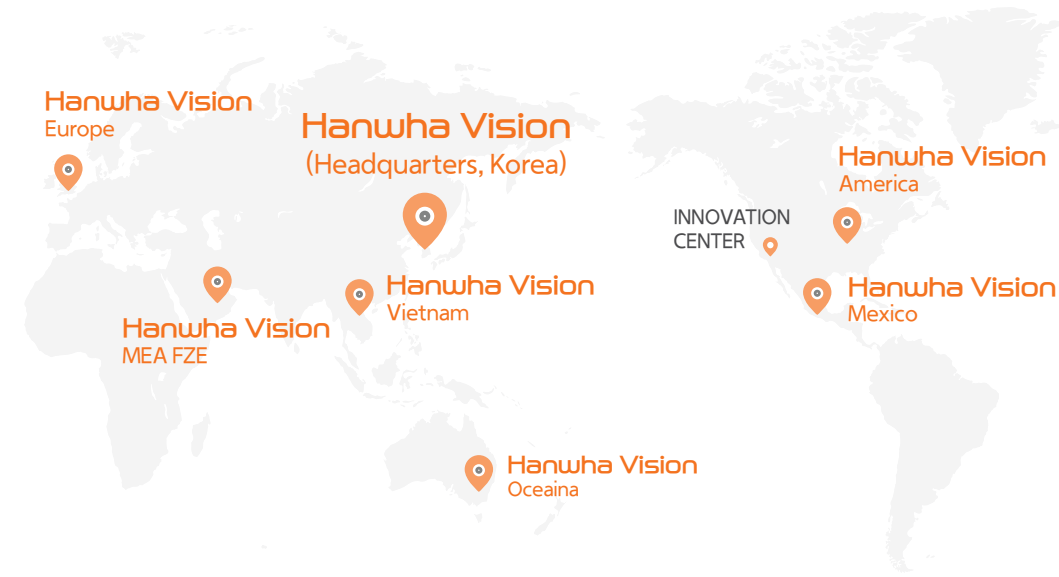 Hanwha Vision
Europe
Hanwha Vision
(Headquarters, Korea)
Hanwha Vision
America
INNOVATION
CENTER
Hanwha Vision
Vietnam
Hanwha Vision
Mexico
Hanwha Vision
MEA FZE
Hanwha Vision
Oceaina